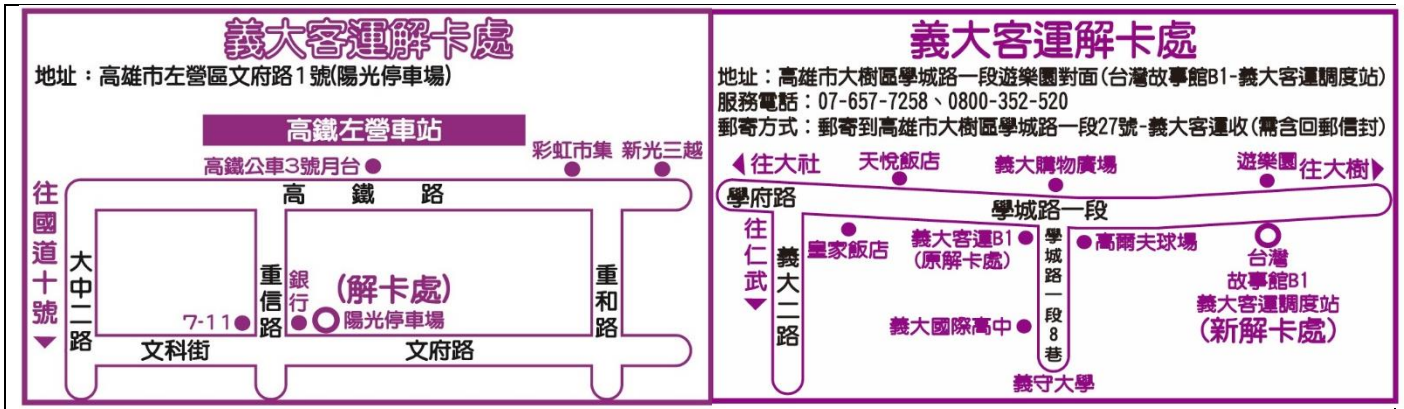 義大客運解卡處
地址：高雄市左營區文府路1號(陽光停車場)
高鐵左營車站
高鐵公車3號月台
彩虹市集
新光三越
高鐵路
往國道十號
大中二路
重信路
銀行
(解卡處)
陽光停車場
重和路
7-11
文科街
文府路
義大客運解卡處
地址：高雄市大樹區學城路一段遊樂園對面(台灣故事館B1-義大客運調度站)
服務電話：07-657-7258、0800-352-520
郵寄方式：郵寄到高雄市大樹區學城路一段27號-義大客運收(需含回郵信封)
往大社
天悅飯店
義大購物廣場
遊樂園
往大樹
學府路
學城路一段
往仁武
義大二路
皇家飯店
義大客運B1
(原解卡處)
學城路一段8巷
高爾夫球場
台灣
故事館B1
義大客運調度站
(新解卡處)
義大國際高中
義守大學